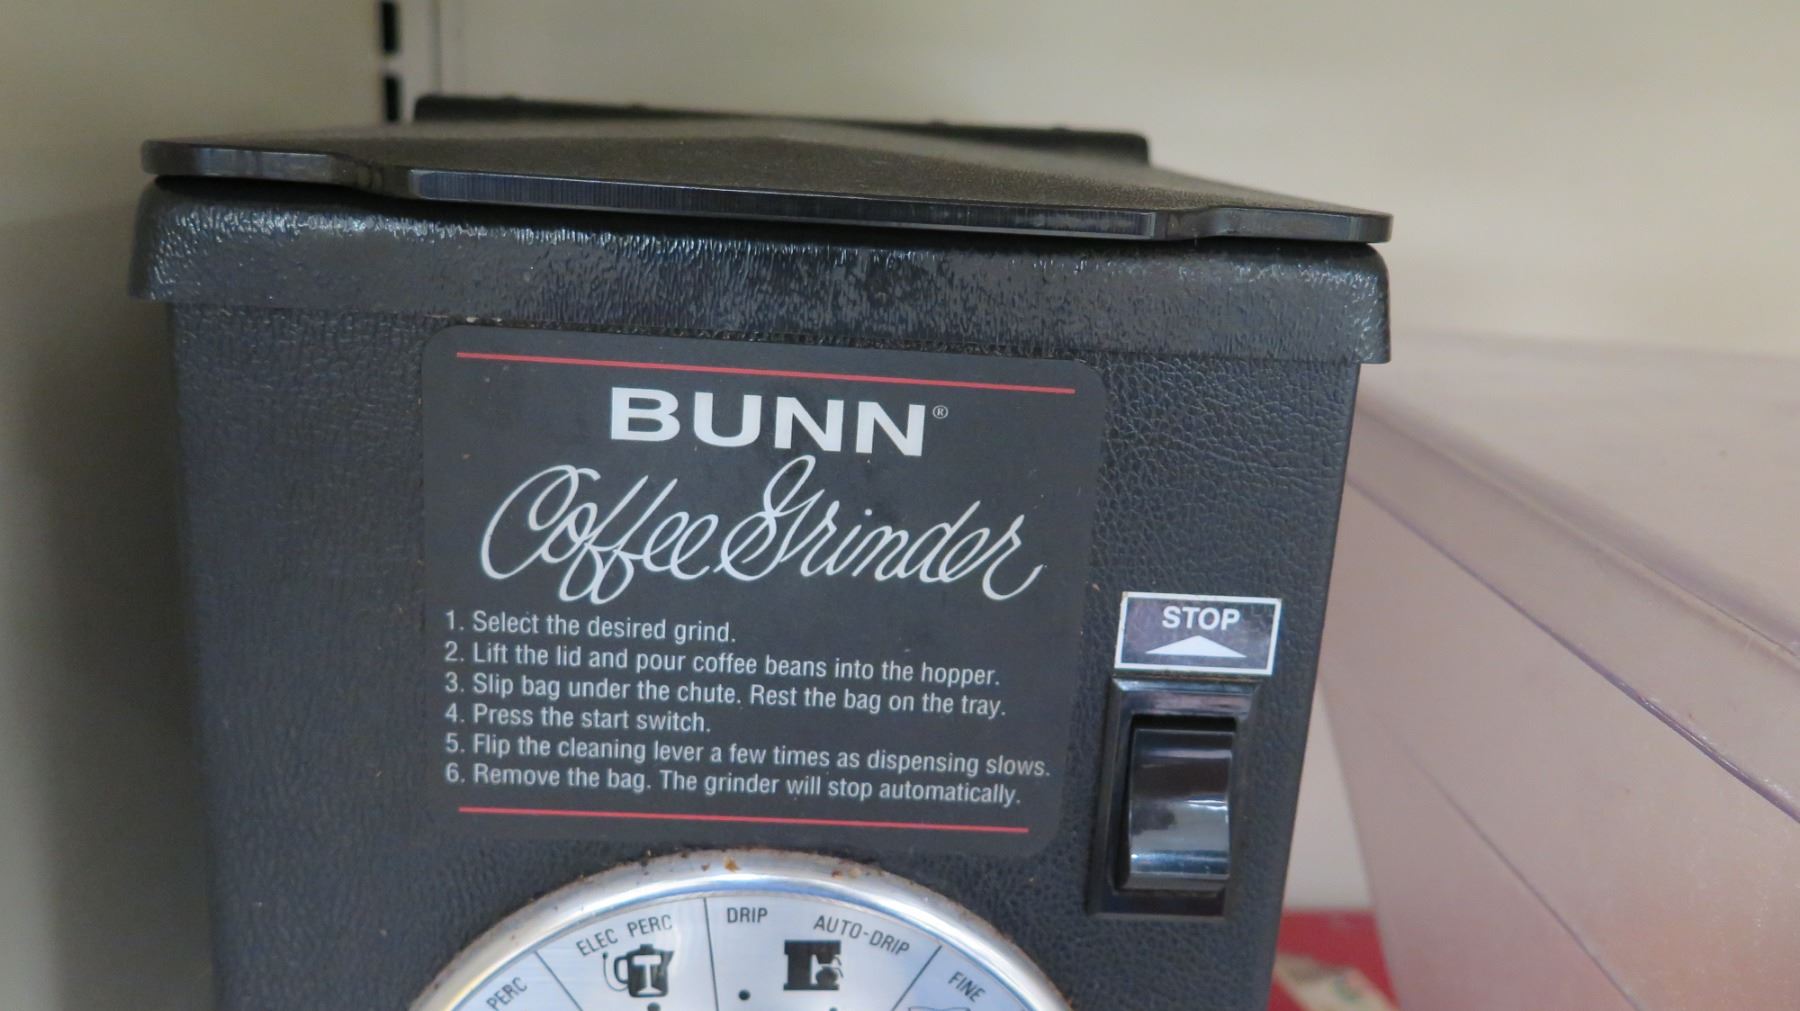 BUNN®
Coffee Grinder
1. Select the desired grind.
2. Lift the lid and pour coffee beans into the hopper.
3. Slip bag under the chute. Rest the bag on the tray.
4. Press the start switch.
5. Flip the cleaning lever a few times as dispensing slows.
6. Remove the bag. The grinder will stop automatically.
STOP
PERC
ELEC PERC
DRIP
AUTO-DRIP
FINE